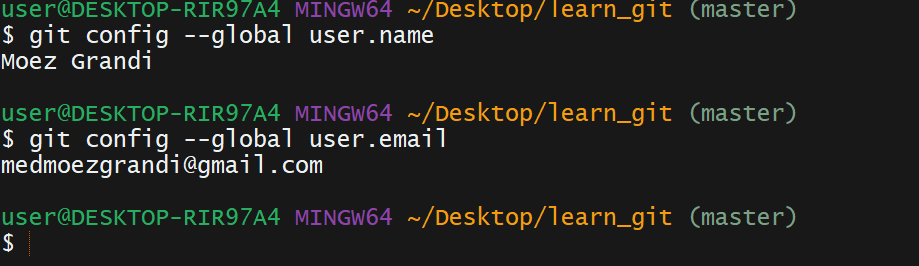 user@DESKTOP-RIR97A4 MINGW64 ~/Desktop/learn_git (master)
$ git config --global user.name
Moez Grandi
user@DESKTOP-RIR97A4 MINGW64 ~/Desktop/learn_git (master)
$ git config --global user.email
medmoezgrandi@gmail.com
user@DESKTOP-RIR97A4 MINGW64 ~/Desktop/learn_git (master)
$